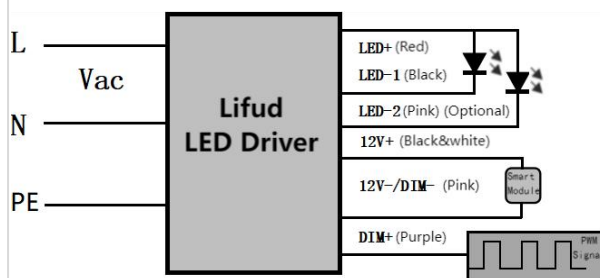 L
Vac
N
PE
Lifud
LED Driver
LED+ (Red)
LED-1 (Black)
LED-2 (Pink) (Optional)
12V+ (Black&white)
12V-/DIM- (Pink)
DIM+ (Purple)
Smart
Module
PWM
Signa